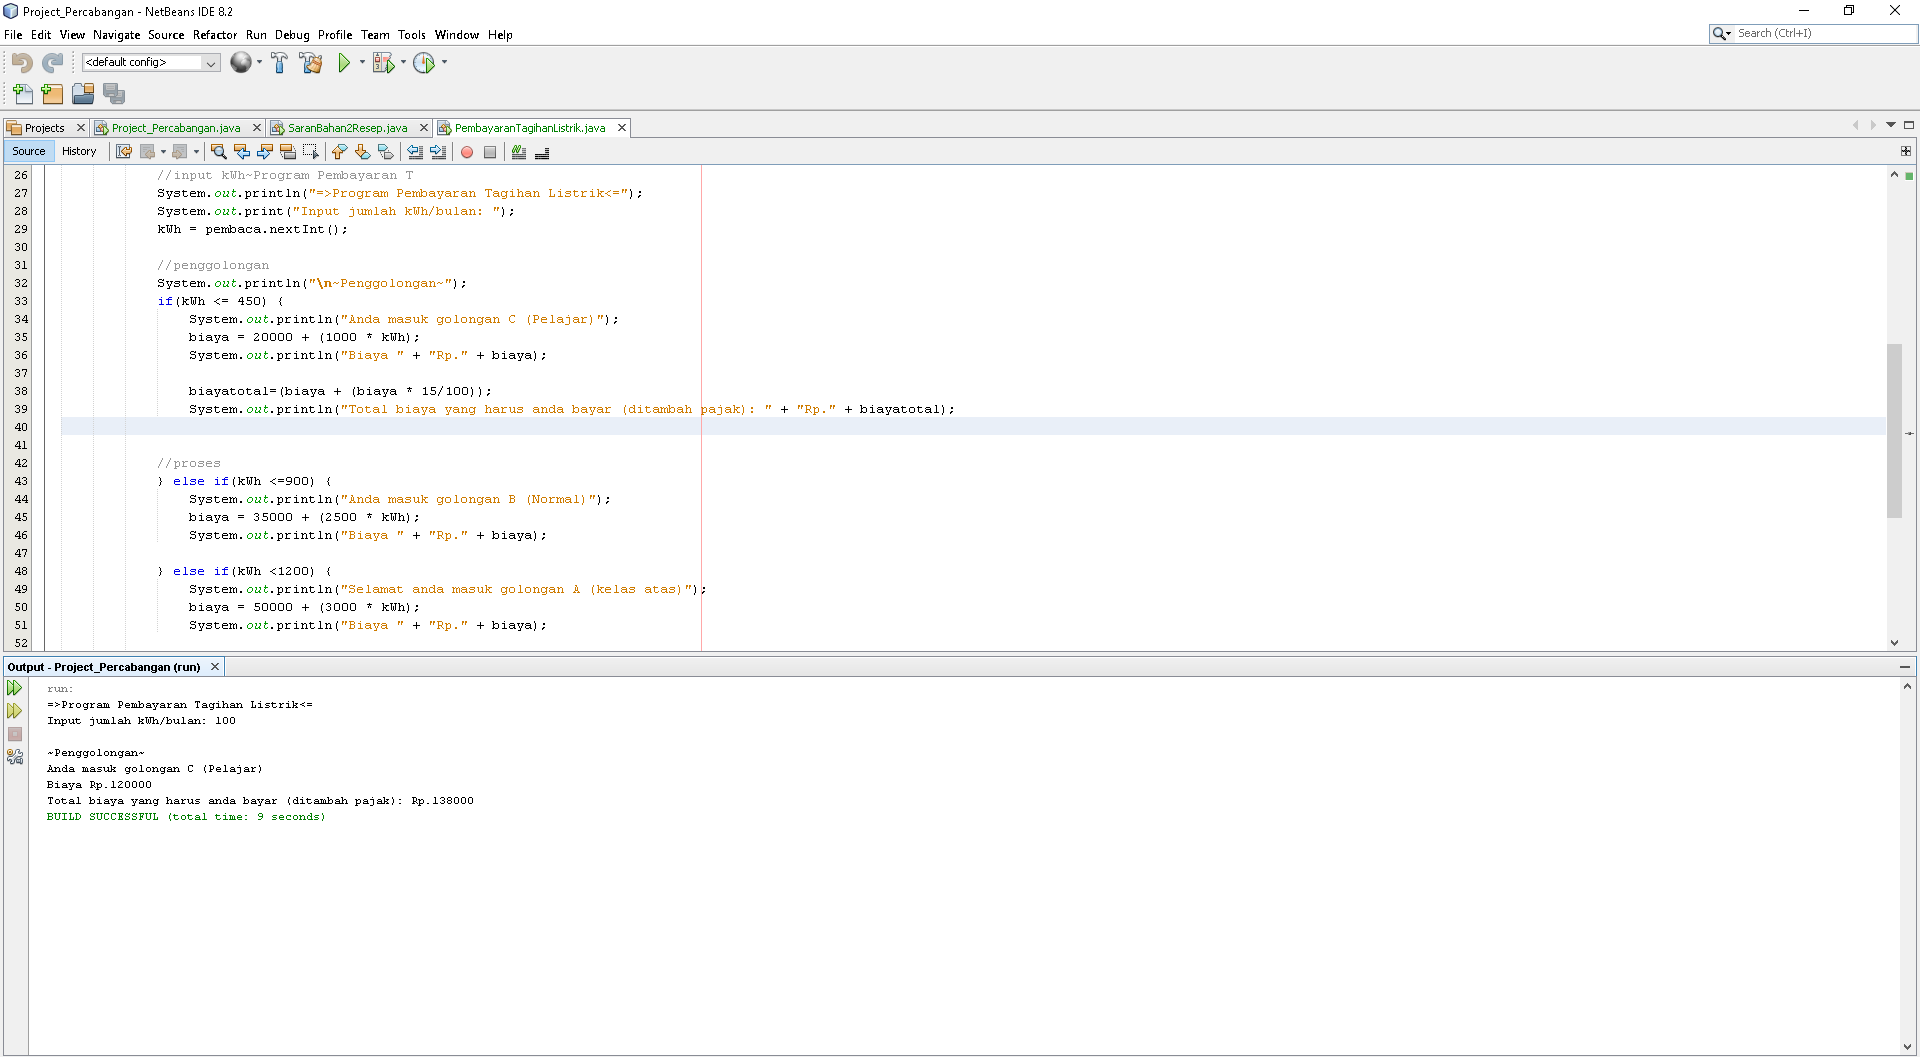 Project_Percabangan - NetBeans IDE 8.2
File Edit View Navigate Source Refactor Run Debug Profile Team Tools Window Help
Search (Ctrl+I)
<default config>
Projects Project_Percabangan.java SaranBahan2Resep.java PembayaranTagihanListrik.java
Source History
26 //input kWh~Program Pembayaran T
27 System.out.println("=>Program Pembayaran Tagihan Listrik<=");
28 System.out.print("Input jumlah kWh/bulan: ");
29 kWh = pembaca.nextInt();
30
31 //penggolongan
32 System.out.println("\n~Penggolongan~");
33 if(kWh <= 450) {
34 System.out.println("Anda masuk golongan C (Pelajar)");
35 biaya = 20000 + (1000 * kWh);
36 System.out.println("Biaya " + "Rp." + biaya);
37
38 biayatotal=(biaya + (biaya * 15/100));
39 System.out.println("Total biaya yang harus anda bayar (ditambah pajak): " + "Rp." + biayatotal);
40
41
42 //proses
43 } else if(kWh <=900) {
44 System.out.println("Anda masuk golongan B (Normal)");
45 biaya = 35000 + (2500 * kWh);
46 System.out.println("Biaya " + "Rp." + biaya);
47
48 } else if(kWh <1200) {
49 System.out.println("Selamat anda masuk golongan A (kelas atas)");
50 biaya = 50000 + (3000 * kWh);
51 System.out.println("Biaya " + "Rp." + biaya);
52
Output - Project_Percabangan (run)
run:
=>Program Pembayaran Tagihan Listrik<=
Input jumlah kWh/bulan: 100
~Penggolongan~
Anda masuk golongan C (Pelajar)
Biaya Rp.120000
Total biaya yang harus anda bayar (ditambah pajak): Rp.138000
BUILD SUCCESSFUL (total time: 9 seconds)